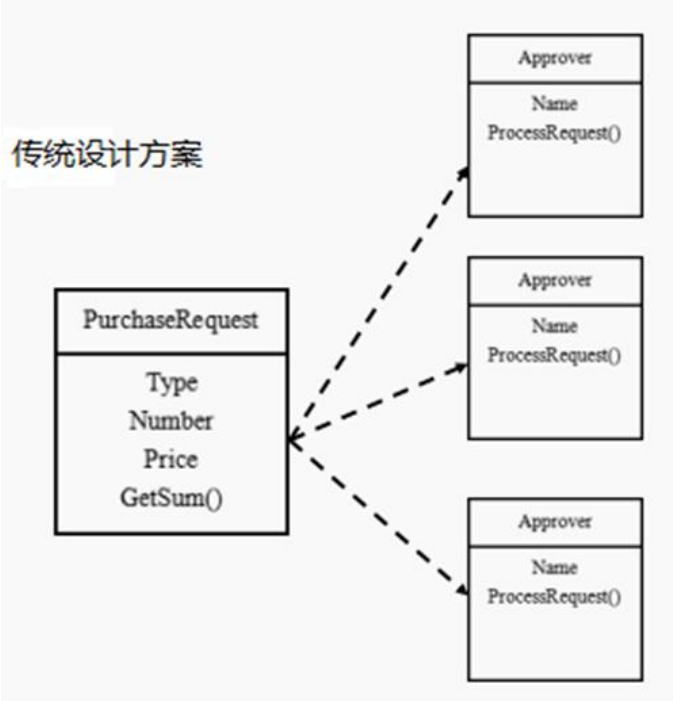 传统设计方案
PurchaseRequest
Type
Number
Price
GetSum()
Approver
Name
ProcessRequest()
Approver
Name
ProcessRequest()
Approver
Name
ProcessRequest()